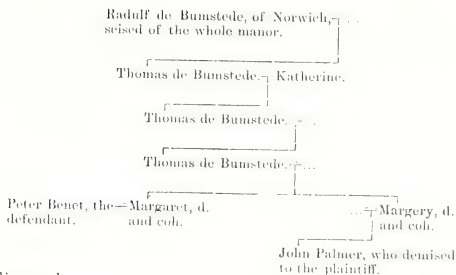 Radulf de Bumstede, of Norwich, = . . .
seised of the whole manor.
Thomas de Bumstede. = Katherine.
Thomas de Bumstede. = . . .
Thomas de Bumstede. = ...
Peter Benet, the = Margaret, d. ... = Margery, d.
defendant. and coh. and coh.
John Palmer, who demised
to the plaintiff.